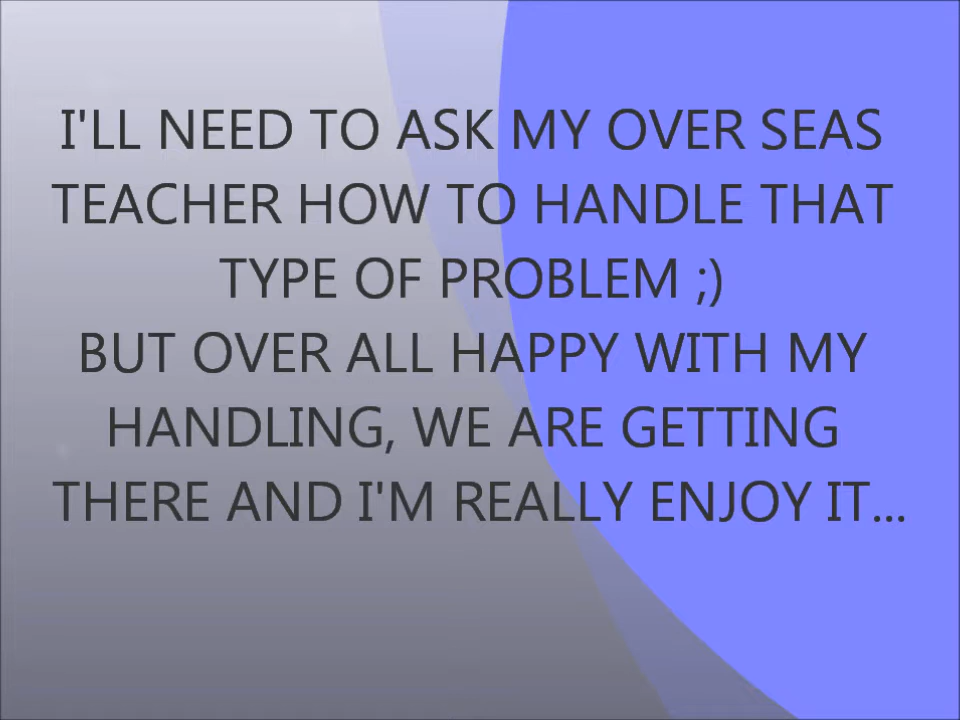 I'LL NEED TO ASK MY OVER SEAS
TEACHER HOW TO HANDLE THAT
TYPE OF PROBLEM ;)
BUT OVER ALL HAPPY WITH MY
HANDLING, WE ARE GETTING
THERE AND I'M REALLY ENJOY IT...